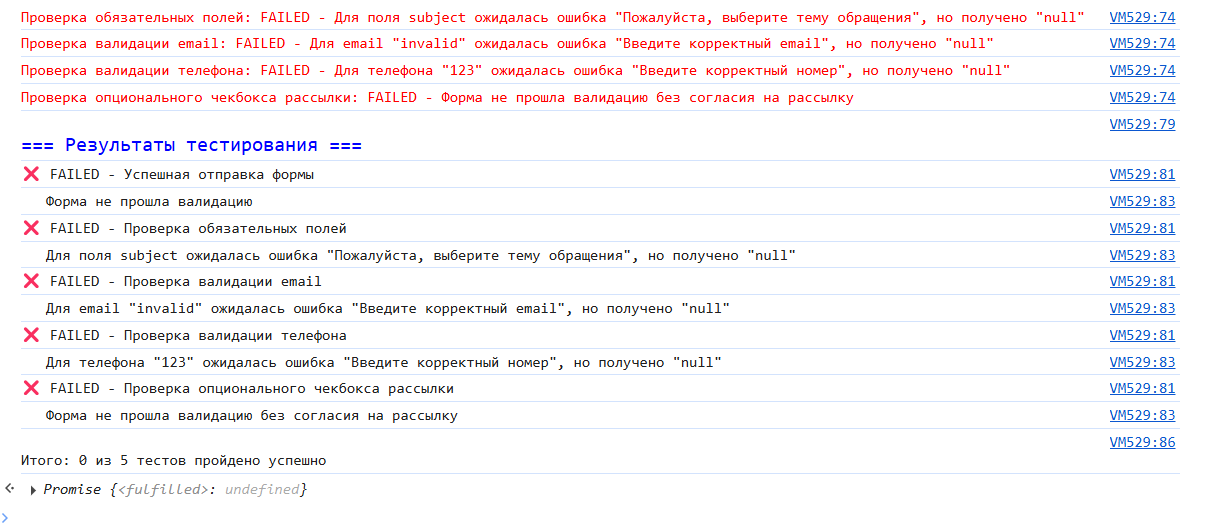 Проверка обязательных полей: FAILED - Для поля subject ожидалась ошибка "Пожалуйста, выберите тему обращения", но получено "null" VM529:74
Проверка валидации email: FAILED - Для email "invalid" ожидалась ошибка "Введите корректный email", но получено "null" VM529:74
Проверка валидации телефона: FAILED - Для телефона "123" ожидалась ошибка "Введите корректный номер", но получено "null" VM529:74
Проверка опционального чекбокса рассылки: FAILED - Форма не прошла валидацию без согласия на рассылку VM529:74
VM529:79
=== Результаты тестирования ===
❌ FAILED - Успешная отправка формы VM529:81
Форма не прошла валидацию VM529:83
❌ FAILED - Проверка обязательных полей VM529:81
Для поля subject ожидалась ошибка "Пожалуйста, выберите тему обращения", но получено "null" VM529:83
❌ FAILED - Проверка валидации email VM529:81
Для email "invalid" ожидалась ошибка "Введите корректный email", но получено "null" VM529:83
❌ FAILED - Проверка валидации телефона VM529:81
Для телефона "123" ожидалась ошибка "Введите корректный номер", но получено "null" VM529:83
❌ FAILED - Проверка опционального чекбокса рассылки VM529:81
Форма не прошла валидацию без согласия на рассылку VM529:83
VM529:86
Итого: 0 из 5 тестов пройдено успешно
Promise {<fulfilled>: undefined}